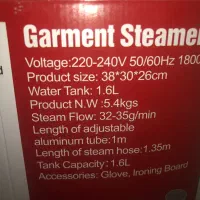 Garment Steamer
Voltage:220-240V 50/60Hz 1800
Product size: 38*30*26cm
Water Tank: 1.6L
Product N.W :5.4kgs
Steam Flow: 32-35g/min
Length of adjustable
aluminum tube:1m
Length of steam hose:1.35m
Tank Capacity:1.6L
Accessories: Glove, Ironing Board